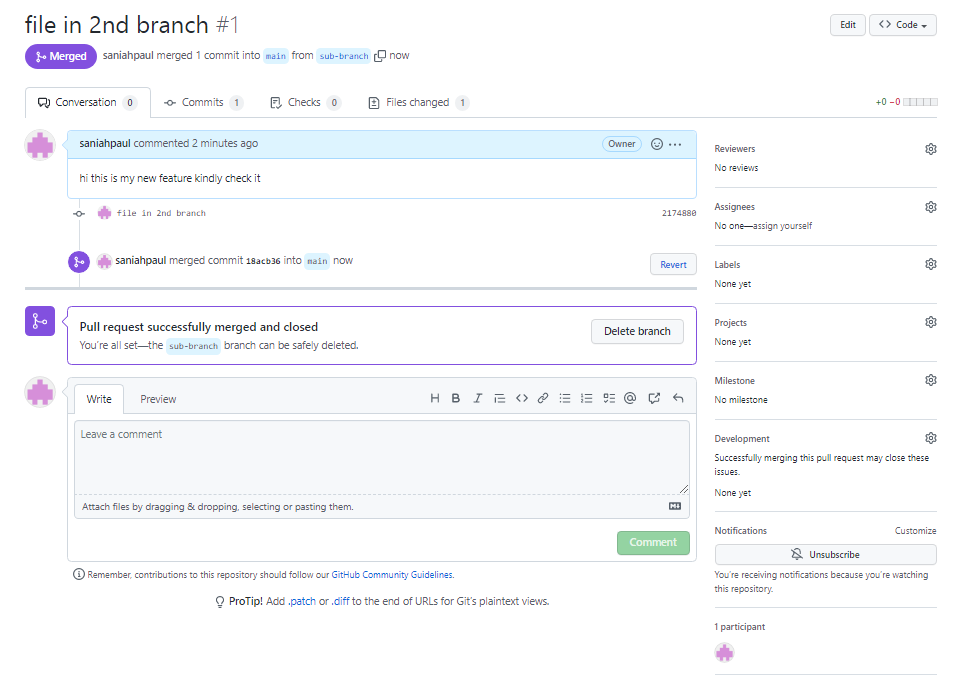 file in 2nd branch #1
Edit
Code
Merged
saniahpaul merged 1 commit into main from sub-branch now
Conversation 0
Commits 1
Checks 0
Files changed 1
+0 −0
saniahpaul commented 2 minutes ago
Owner
hi this is my new feature kindly check it
file in 2nd branch
2174880
saniahpaul merged commit 18acb36 into main now
Revert
Pull request successfully merged and closed
You're all set—the sub-branch branch can be safely deleted.
Delete branch
Write
Preview
Leave a comment
Attach files by dragging & dropping, selecting or pasting them.
Comment
Remember, contributions to this repository should follow our GitHub Community Guidelines.
ProTip! Add .patch or .diff to the end of URLs for Git's plaintext views.
Reviewers
No reviews
Assignees
No one—assign yourself
Labels
None yet
Projects
None yet
Milestone
No milestone
Development
Successfully merging this pull request may close these
issues.
None yet
Notifications
Customize
Unsubscribe
You're receiving notifications because you're watching
this repository.
1 participant